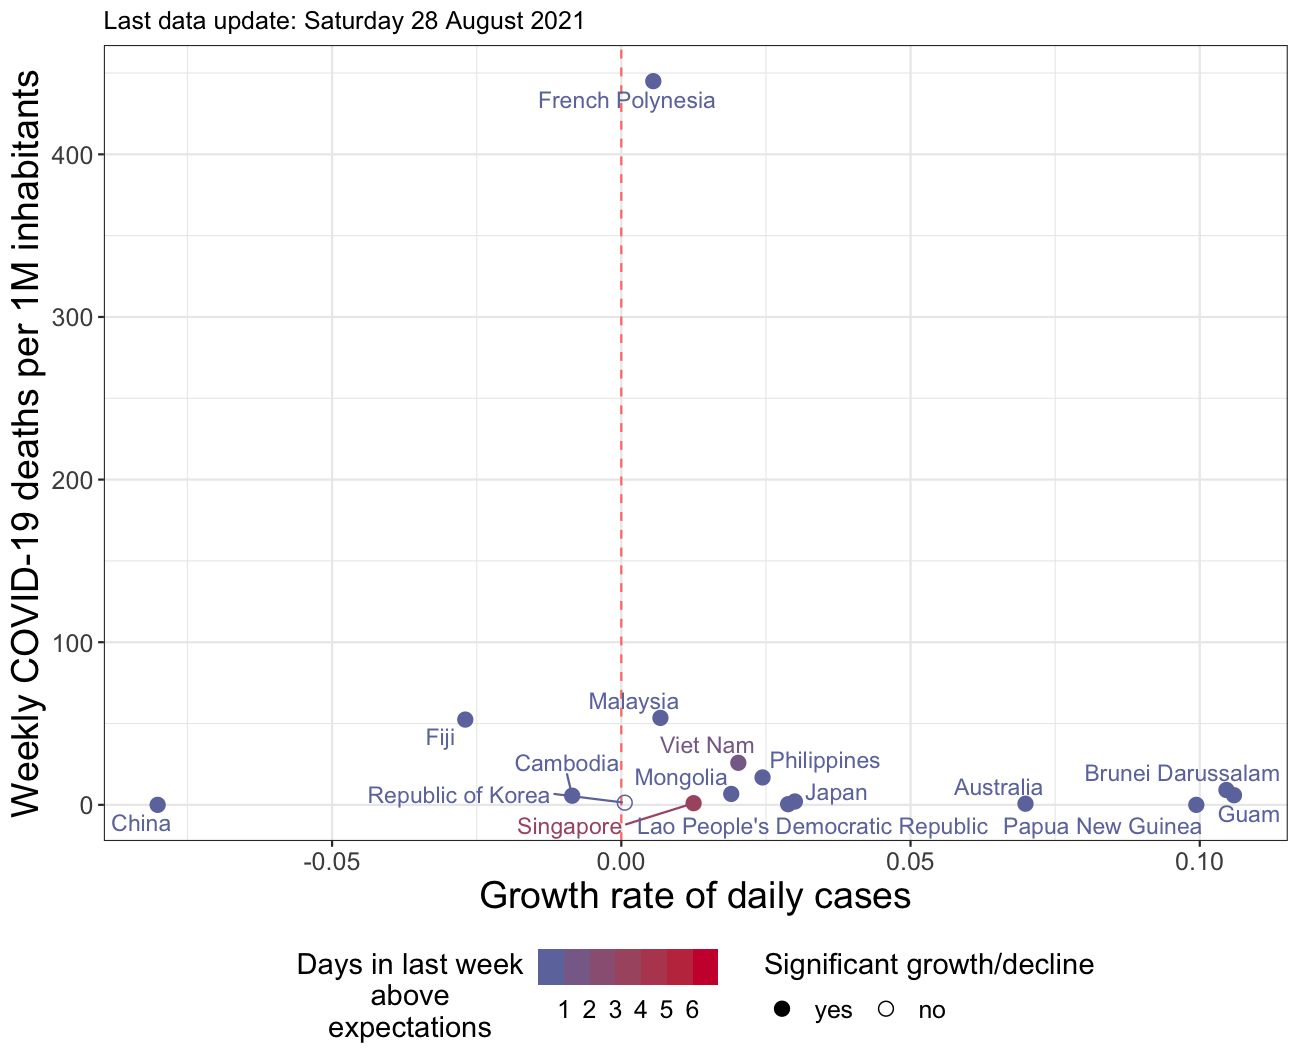 Last data update: Saturday 28 August 2021
Weekly COVID-19 deaths per 1M inhabitants
400
300
200
100
0
French Polynesia
Malaysia
Fiji
Viet Nam
Cambodia
Philippines
Mongolia
Republic of Korea
Japan
Australia
Brunei Darussalam
China
Singapore
Lao People's Democratic Republic
Papua New Guinea
Guam
-0.05
0.00
0.05
0.10
Growth rate of daily cases
Days in last week
above
expectations
1 2 3 4 5 6
Significant growth/decline
yes
no